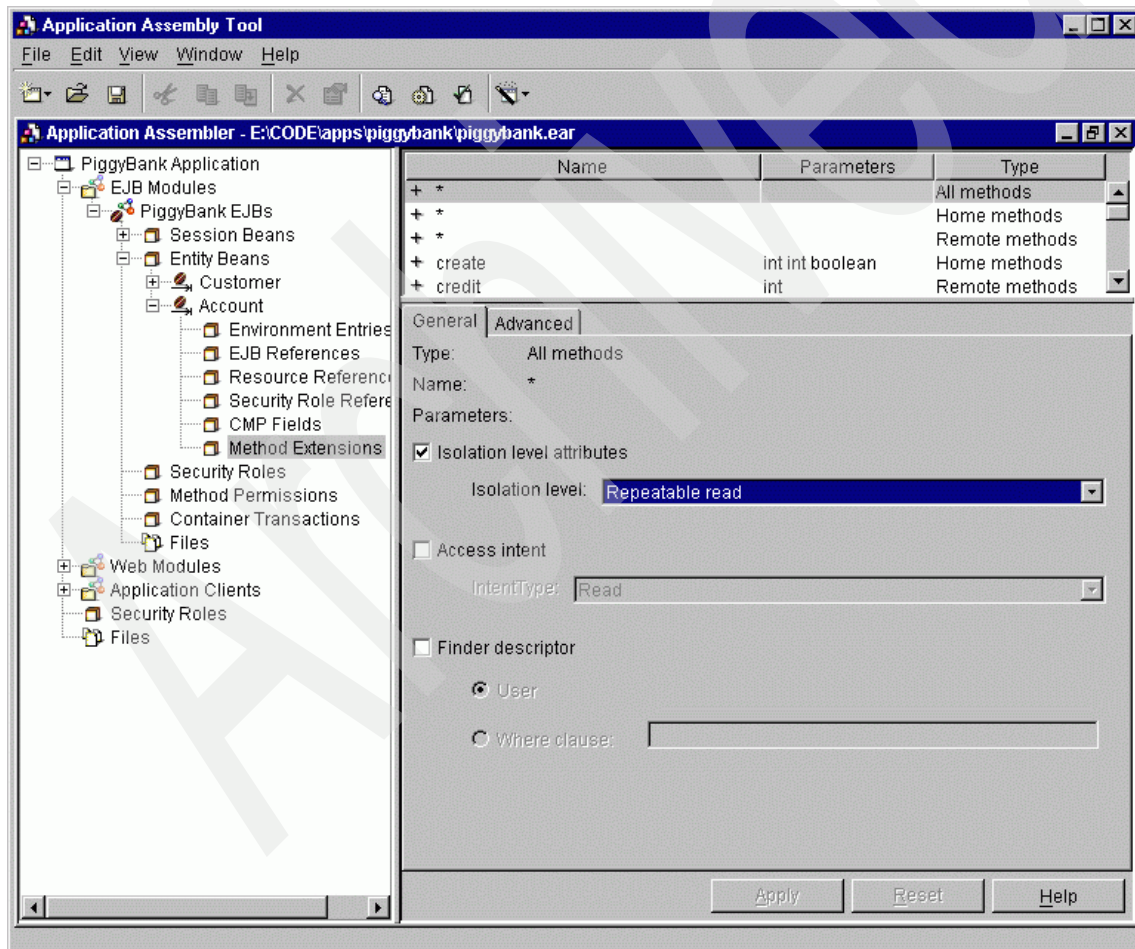 Application Assembly Tool
File Edit View Window Help
Application Assembler - E:\CODE\apps\piggybank\piggybank.ear
PiggyBank Application
EJB Modules
PiggyBank EJBs
Session Beans
Entity Beans
Customer
Account
Environment Entries
EJB References
Resource Referenc
Security Role Refere
CMP Fields
Method Extensions
Security Roles
Method Permissions
Container Transactions
Files
Web Modules
Application Clients
Security Roles
Files
Name Parameters Type
+ * All methods
+ * Home methods
+ * Remote methods
+ create int int boolean Home methods
+ credit int Remote methods
General Advanced
Type: All methods
Name: *
Parameters:
Isolation level attributes
Isolation level: Repeatable read
Access intent
IntentType: Read
Finder descriptor
User
Where clause:
Apply Reset Help